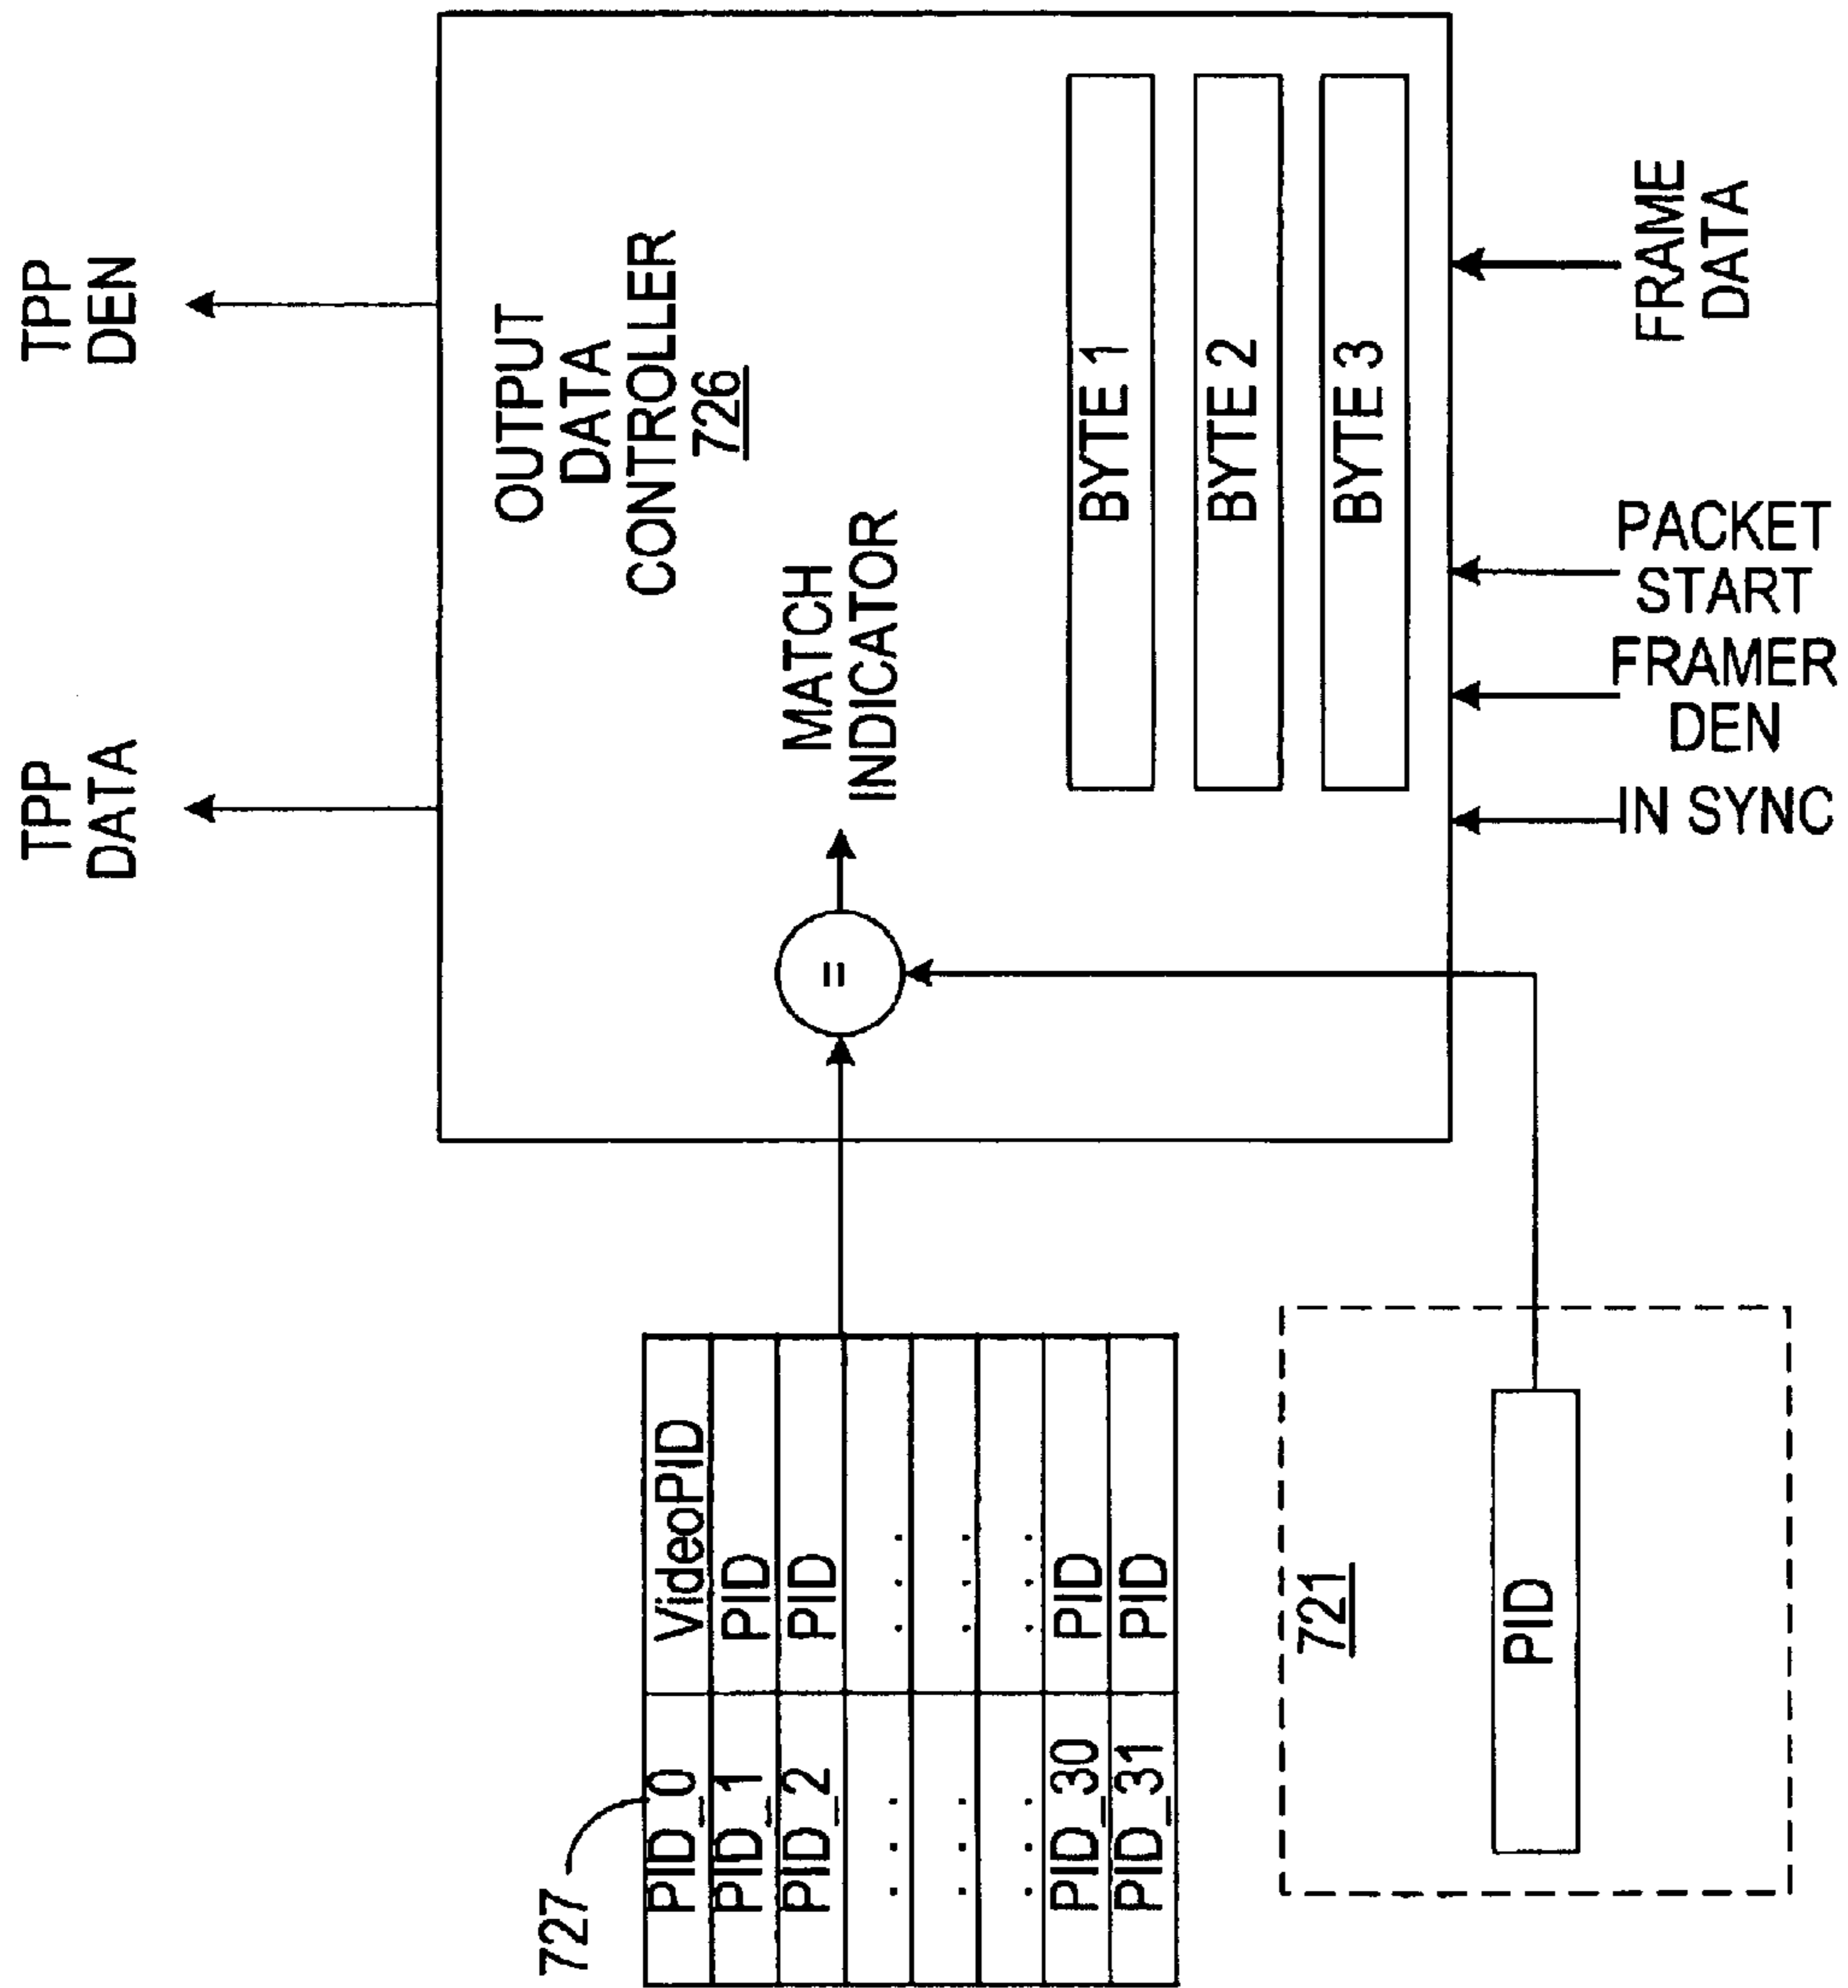 TPP
DATA
TPP
DEN
OUTPUT
DATA
CONTROLLER
726
MATCH
INDICATOR
=
BYTE 1
BYTE 2
BYTE 3
IN SYNC
FRAMER
DEN
PACKET
START
FRAME
DATA
727
PID_0 VideoPID
PID_1 PID
PID_2 PID
. . . . . .
. . . . . .
. . . . . .
PID_30 PID
PID_31 PID
721
PID